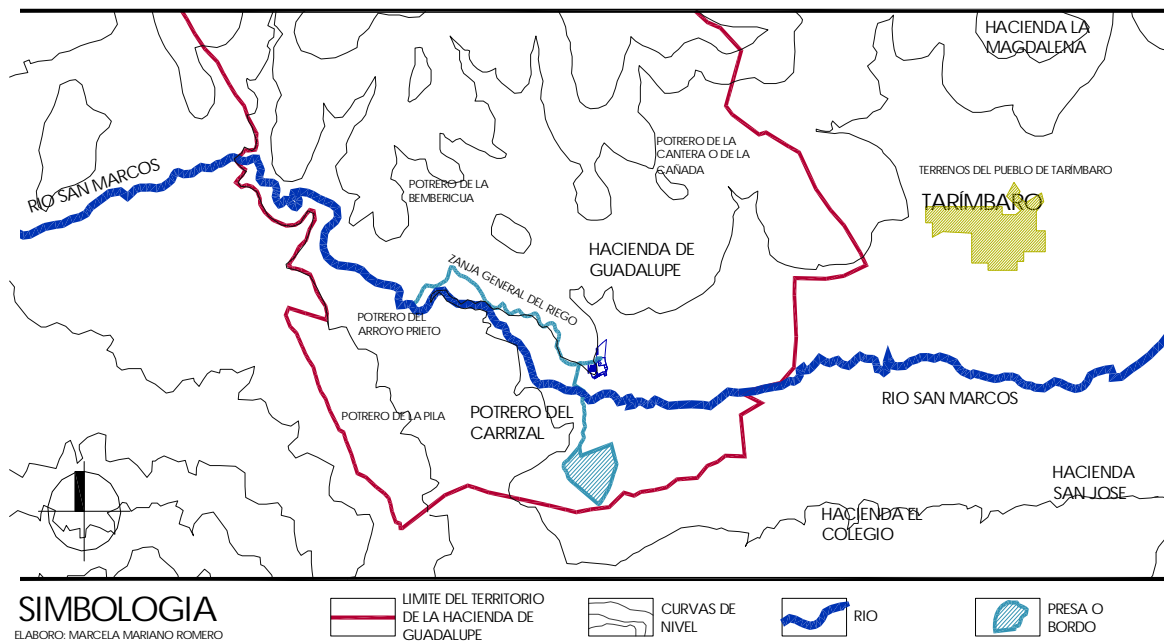 HACIENDA LA
MAGDALENA
RIO SAN MARCOS
POTRERO DE LA
CANTERA O DE LA
CAÑADA
TERRENOS DEL PUEBLO DE TARÍMBARO
TARÍMBARO
POTRERO DE LA
BEMBERICUA
HACIENDA DE
GUADALUPE
ZANJA GENERAL DEL RIEGO
POTRERO DEL
ARROYO PRIETO
RIO SAN MARCOS
POTRERO DE LA PILA
POTRERO DEL
CARRIZAL
HACIENDA
SAN JOSE
HACIENDA EL
COLEGIO
SIMBOLOGIA
ELABORO: MARCELA MARIANO ROMERO
LIMITE DEL TERRITORIO
DE LA HACIENDA DE
GUADALUPE
CURVAS DE
NIVEL
RIO
PRESA O
BORDO